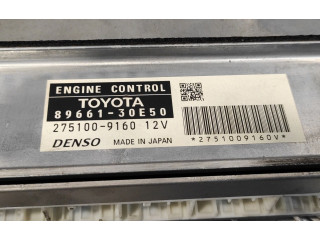 ENGINE CONTROL
TOYOTA
89661-30E50
275100-9160 12V
DENSO MADE IN JAPAN
*2751009160V*